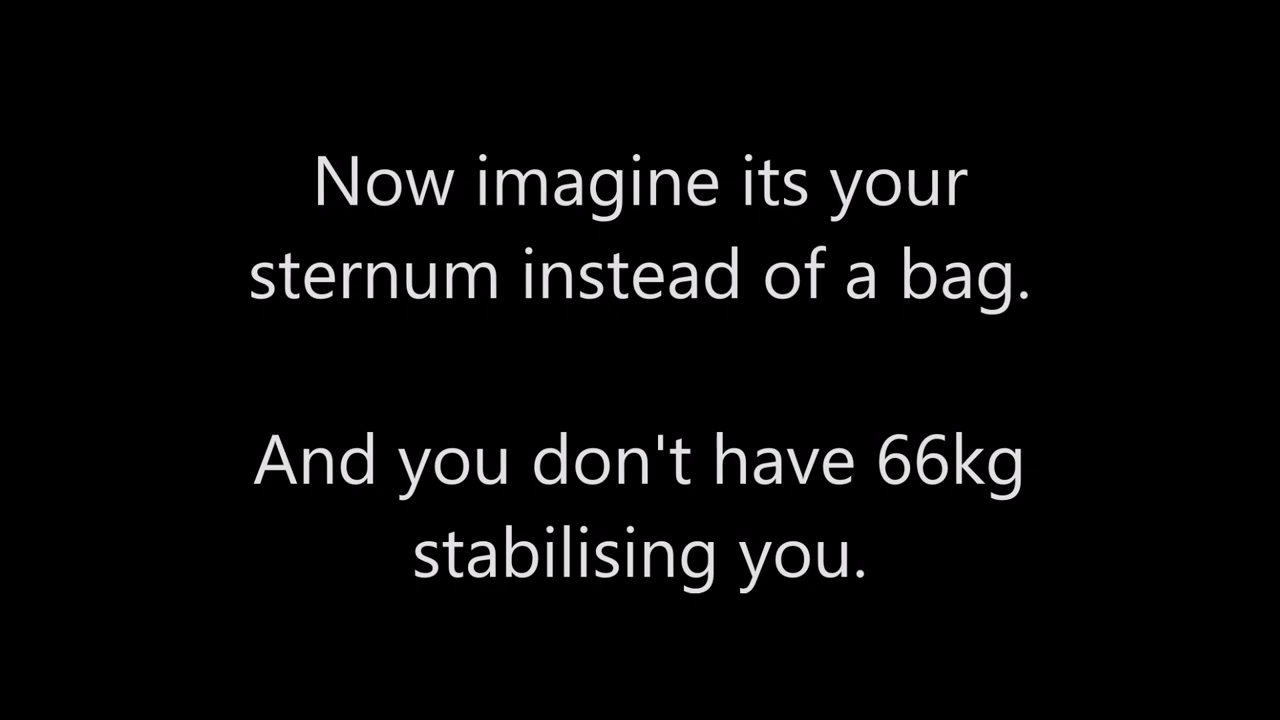 Now imagine its your
sternum instead of a bag.
And you don't have 66kg
stabilising you.